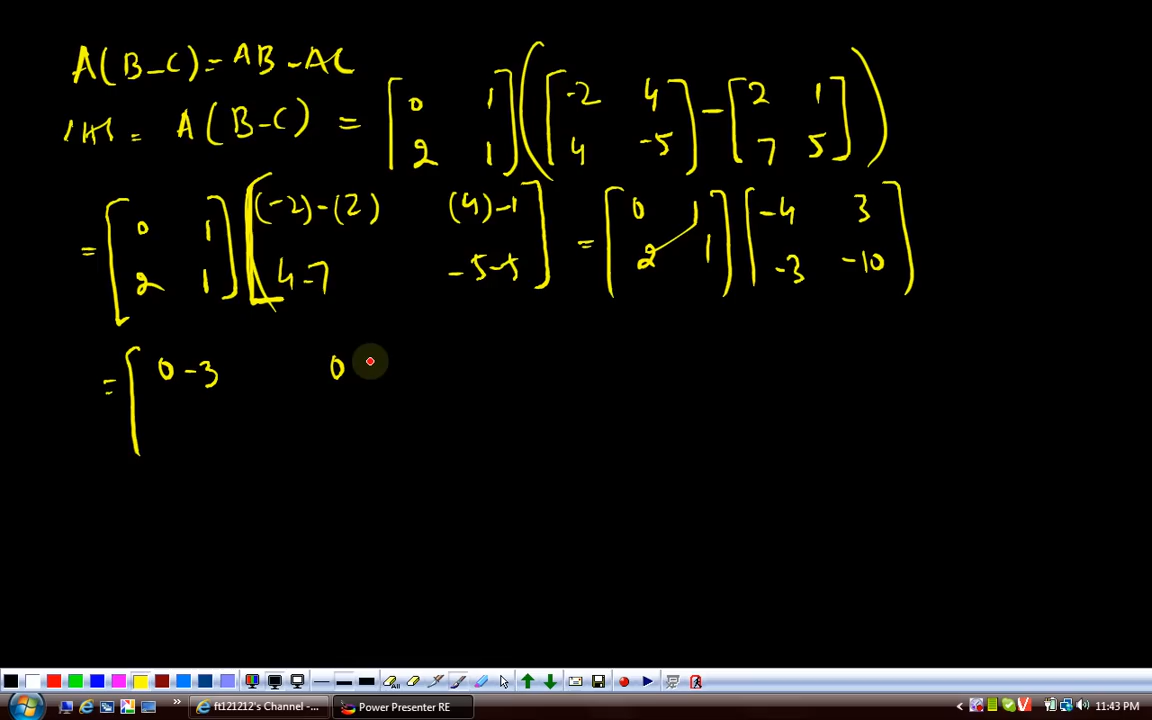 A(B-C)=AB-AC
LHS = A(B-C) = [0 1 2 1]([-2 4 4 -5]-[2 1 7 5])
= [0 1 2 1][(-2)-(2) (4)-1 4-7 -5-5] = [0 1 2 1][-4 3 -3 -10]
= [0-3 0
ft121212's Channel -... Power Presenter RE 11:43 PM